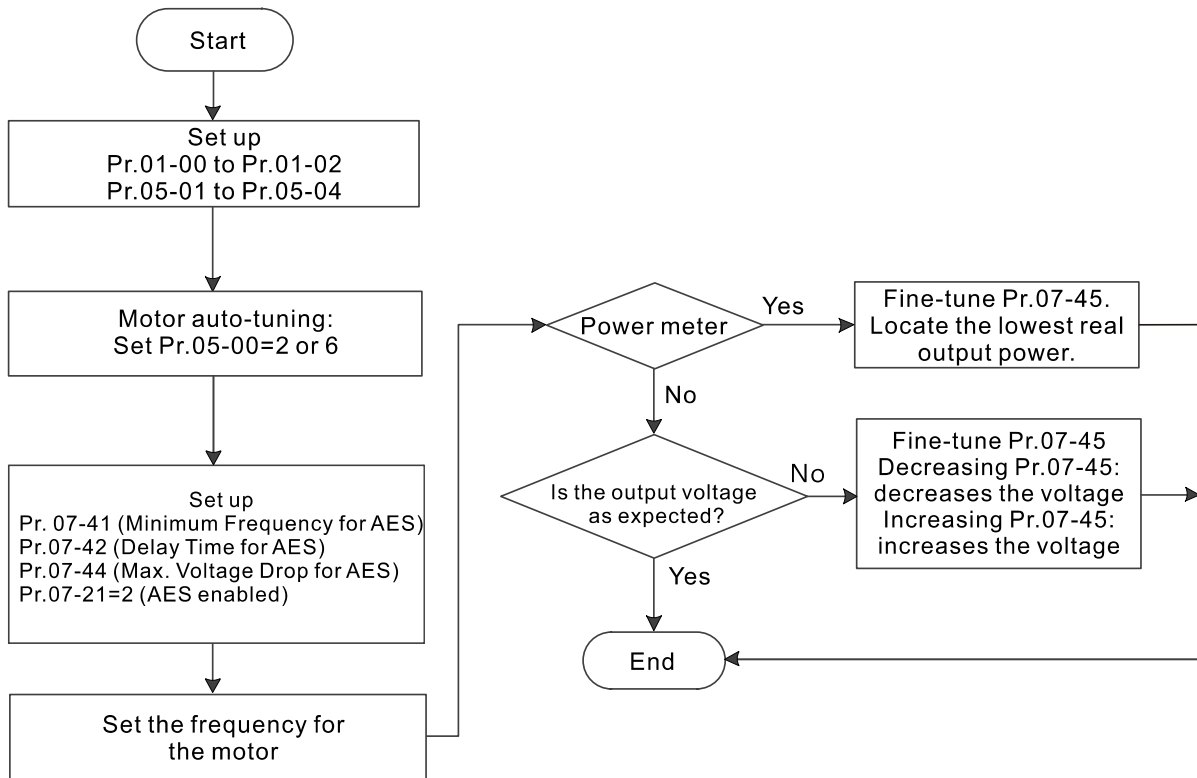 Start
Set up
Pr.01-00 to Pr.01-02
Pr.05-01 to Pr.05-04
Motor auto-tuning:
Set Pr.05-00=2 or 6
Set up
Pr. 07-41 (Minimum Frequency for AES)
Pr.07-42 (Delay Time for AES)
Pr.07-44 (Max. Voltage Drop for AES)
Pr.07-21=2 (AES enabled)
Set the frequency for
the motor
Power meter
Yes
Fine-tune Pr.07-45.
Locate the lowest real
output power.
No
Is the output voltage
as expected?
No
Fine-tune Pr.07-45
Decreasing Pr.07-45:
decreases the voltage
Increasing Pr.07-45:
increases the voltage
Yes
End